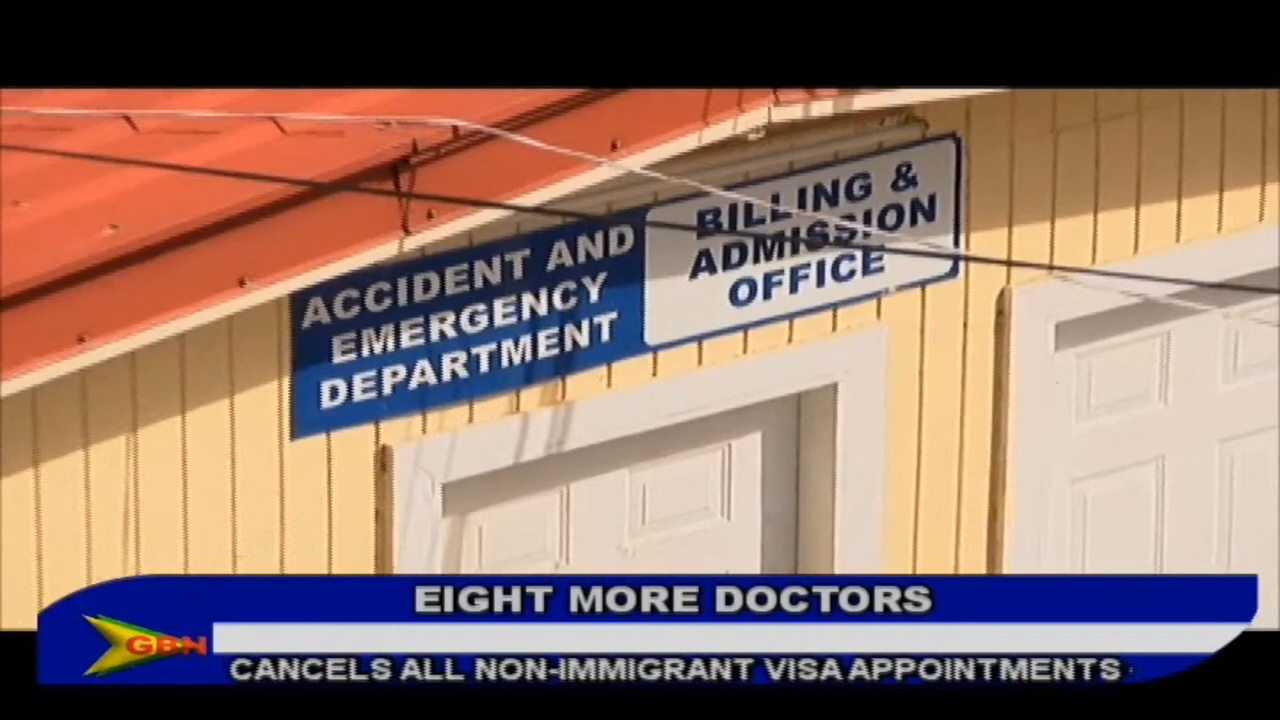 ACCIDENT AND
EMERGENCY
DEPARTMENT
BILLING &
ADMISSION
OFFICE
EIGHT MORE DOCTORS
GBN
CANCELS ALL NON-IMMIGRANT VISA APPOINTMENTS